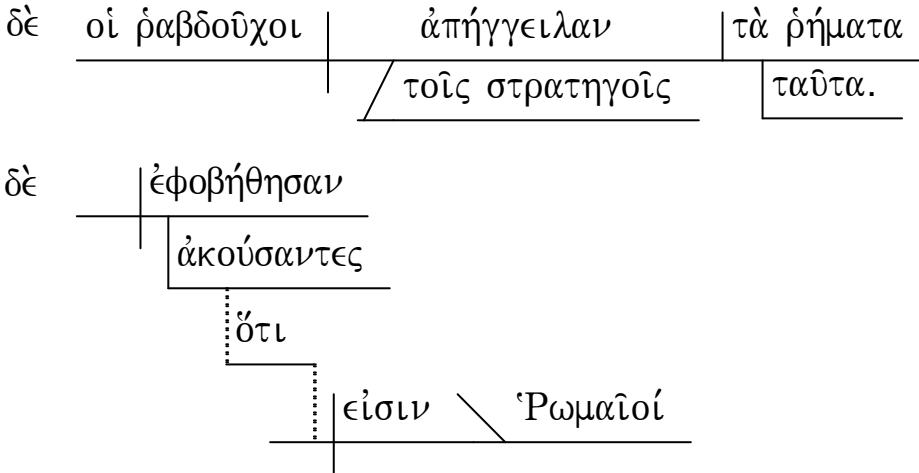 δὲ οἱ ῥαβδοῦχοι ἀπήγγειλαν τὰ ῥήματα
τοῖς στρατηγοῖς ταῦτα.
δὲ ἐφοβήθησαν
ἀκούσαντες
ὅτι
εἰσιν Ῥωμαῖοί